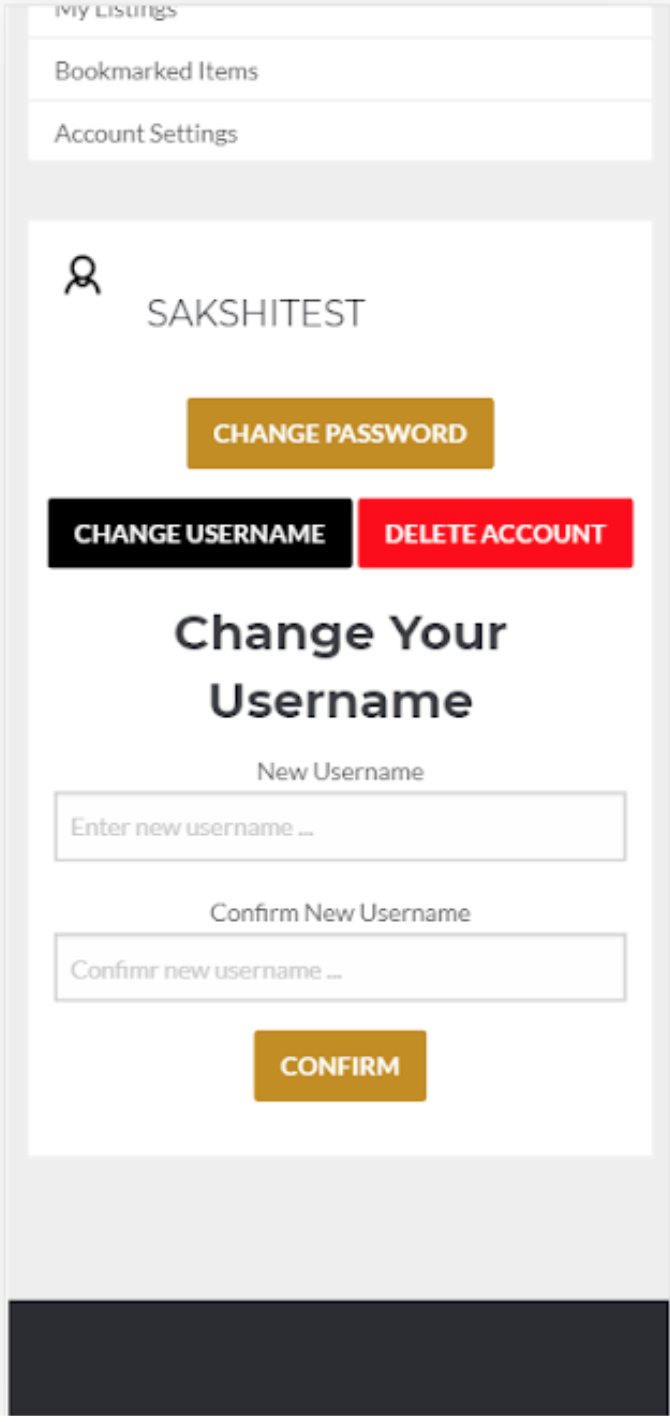 My Listings
Bookmarked Items
Account Settings
SAKSHITEST
CHANGE PASSWORD
CHANGE USERNAME DELETE ACCOUNT
Change Your
Username
New Username
Enter new username ...
Confirm New Username
Confimr new username ...
CONFIRM